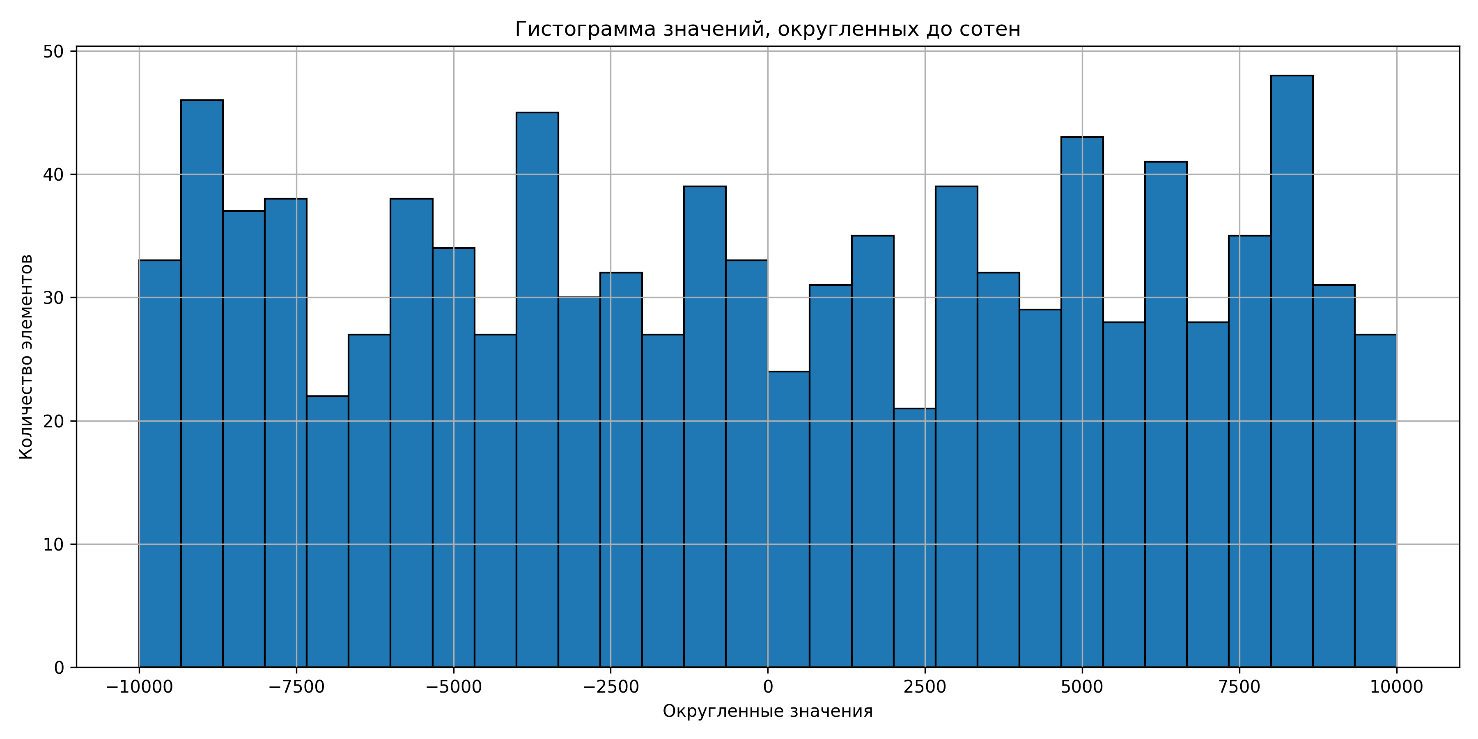 Гистограмма значений, округленных до сотен
50
40
30
20
10
0
Количество элементов
−10000 −7500 −5000 −2500 0 2500 5000 7500 10000
Округленные значения